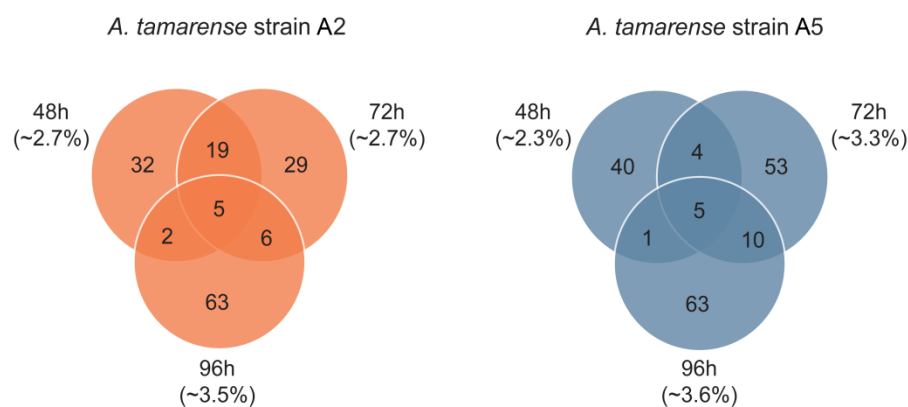 A. tamarense strain A2
A. tamarense strain A5
48h
(~2.7%)
72h
(~2.7%)
32
19
29
5
2
6
63
96h
(~3.5%)
48h
(~2.3%)
72h
(~3.3%)
40
4
53
5
1
10
63
96h
(~3.6%)